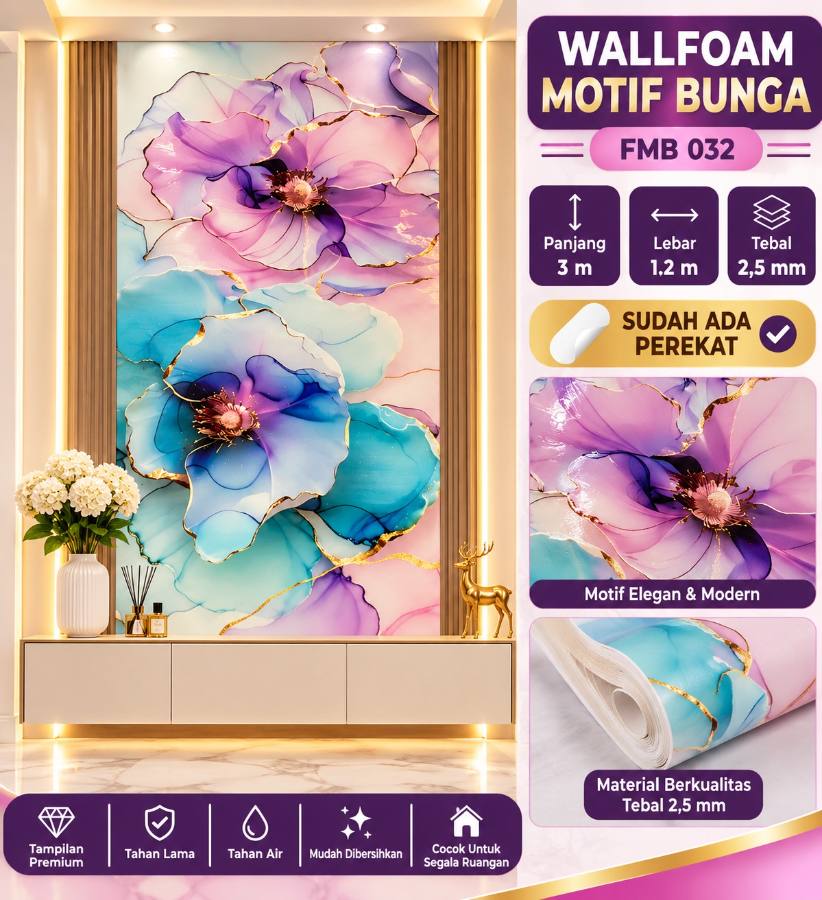 WALLFOAM
MOTIF BUNGA
FMB 032
Panjang
3 m
Lebar
1.2 m
Tebal
2,5 mm
SUDAH ADA
PEREKAT
Motif Elegan & Modern
Material Berkualitas
Tebal 2,5 mm
Tampilan
Premium
Tahan Lama
Tahan Air
Mudah Dibersihkan
Cocok Untuk
Segala Ruangan